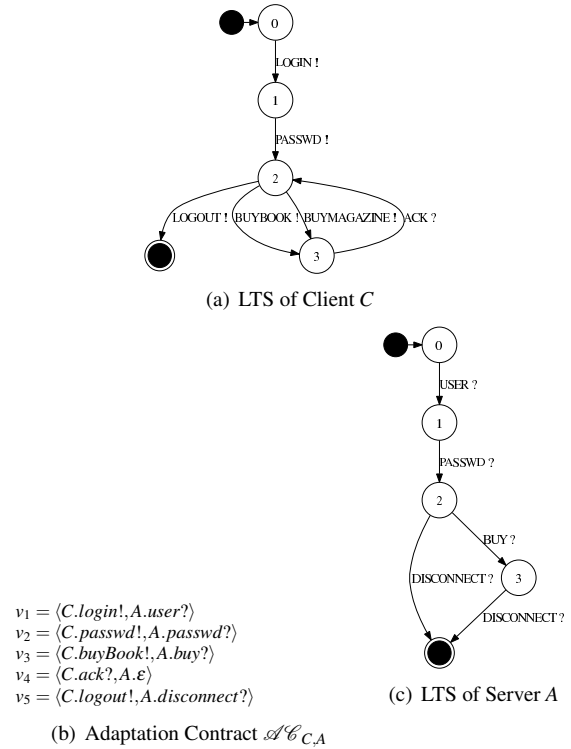 0
LOGIN !
1
PASSWD !
2
LOGOUT ! BUYBOOK ! BUYMAGAZINE ! ACK ?
3
(a) LTS of Client C
0
USER ?
1
PASSWD ?
2
BUY ?
DISCONNECT ? 3
DISCONNECT ?
v₁ = ⟨C.login!,A.user?⟩
v₂ = ⟨C.passwd!,A.passwd?⟩
v₃ = ⟨C.buyBook!,A.buy?⟩
v₄ = ⟨C.ack?,A.ε⟩
v₅ = ⟨C.logout!,A.disconnect?⟩
(b) Adaptation Contract 𝒜𝒞_{C,A}
(c) LTS of Server A